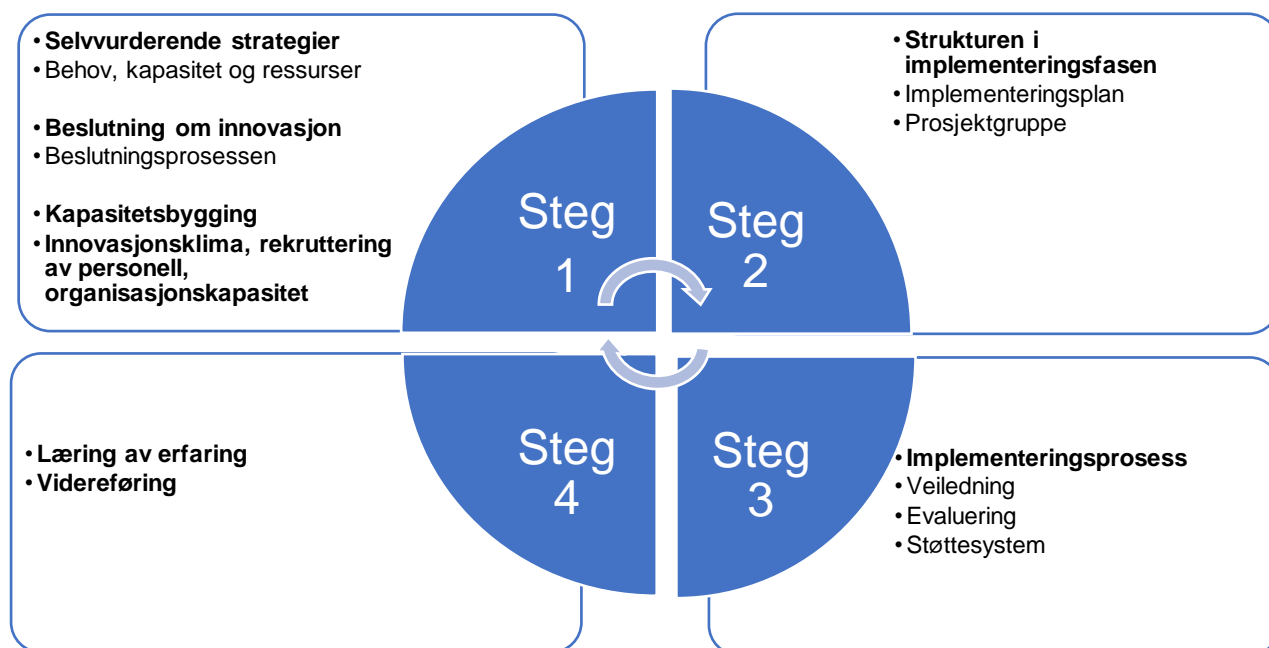 • Selvvurderende strategier
• Behov, kapasitet og ressurser
• Beslutning om innovasjon
• Beslutningsprosessen
• Kapasitetsbygging
• Innovasjonsklima, rekruttering
av personell,
organisasjonskapasitet
• Strukturen i
implementeringsfasen
• Implementeringsplan
• Prosjektgruppe
Steg
1
Steg
2
• Læring av erfaring
• Videreføring
Steg
4
Steg
3
• Implementeringsprosess
• Veiledning
• Evaluering
• Støttesystem